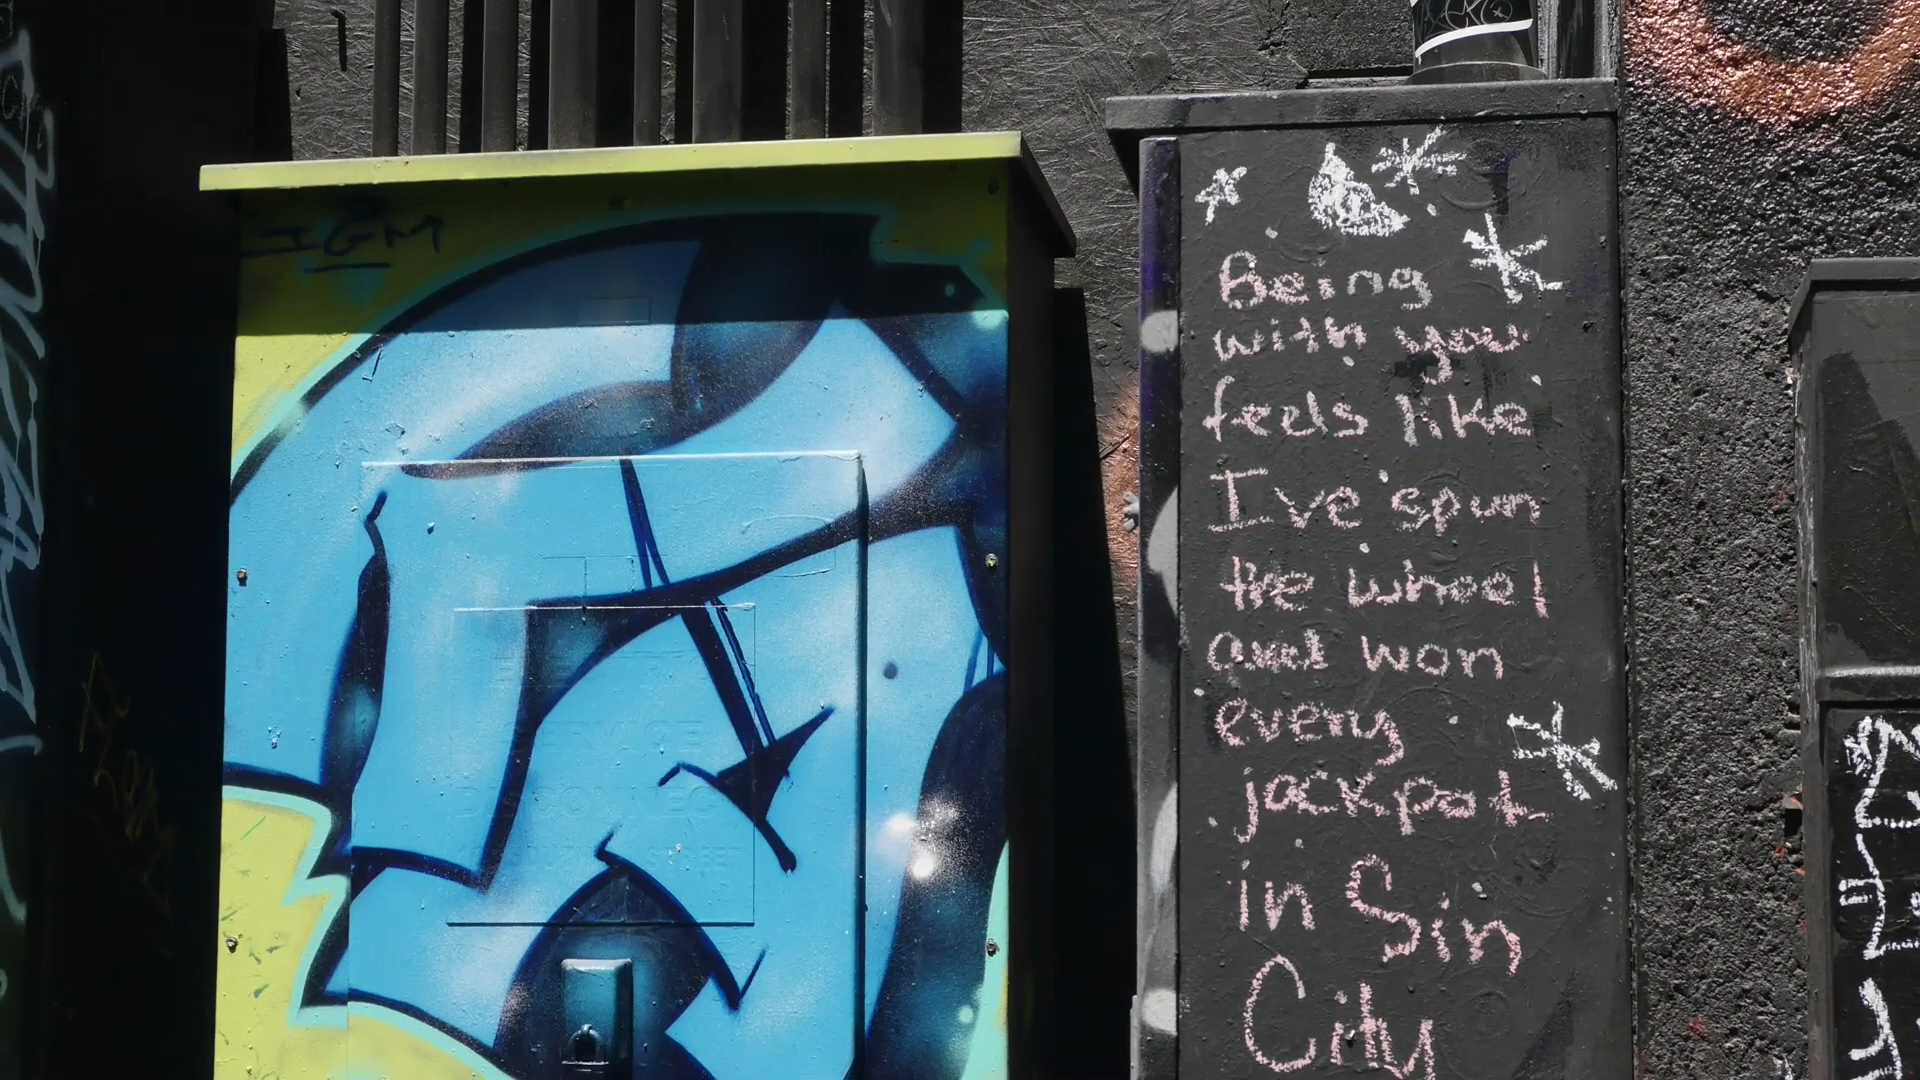 IGM
Being
with you
feels like
I've spun
the wheel
and won
every
jackpot
in Sin
City